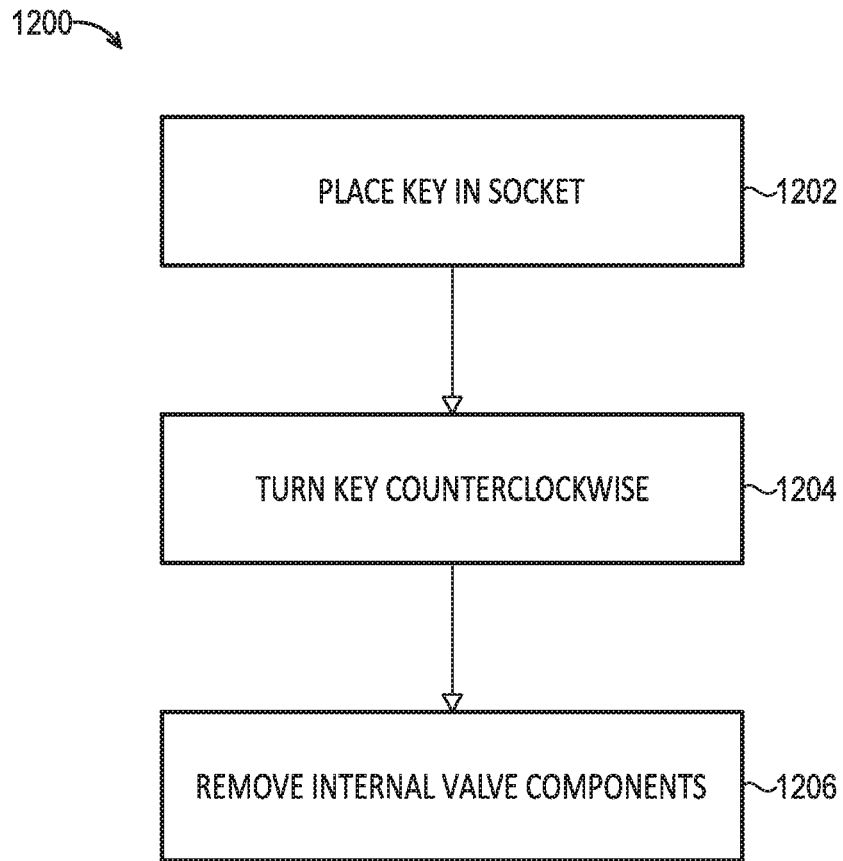 1200
PLACE KEY IN SOCKET
1202
TURN KEY COUNTERCLOCKWISE
1204
REMOVE INTERNAL VALVE COMPONENTS
1206